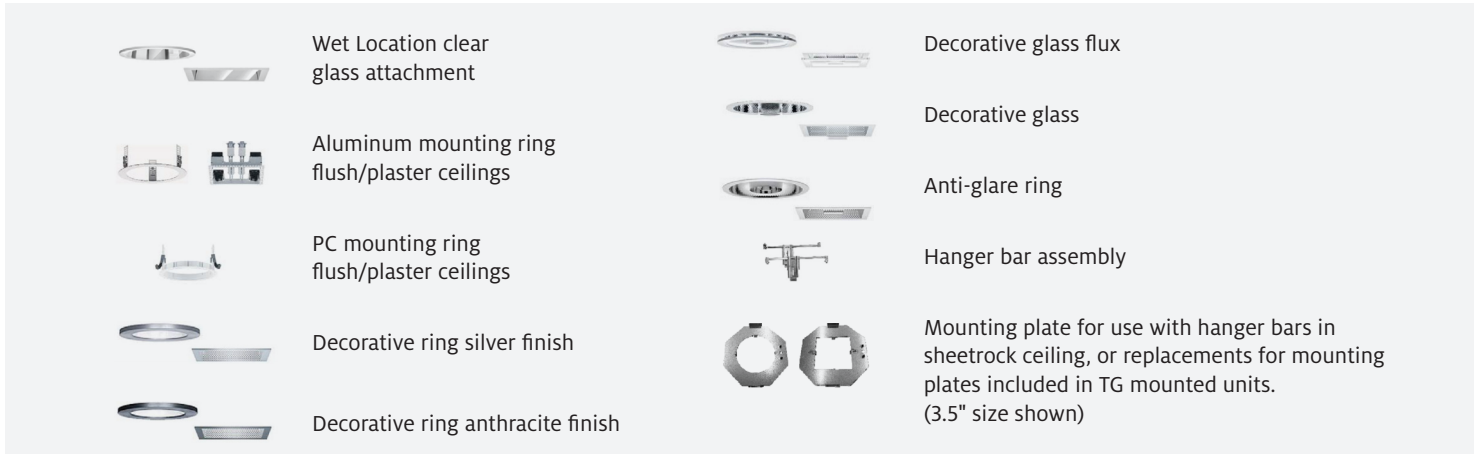 Wet Location clear
glass attachment
Aluminum mounting ring
flush/plaster ceilings
PC mounting ring
flush/plaster ceilings
Decorative ring silver finish
Decorative ring anthracite finish
Decorative glass flux
Decorative glass
Anti-glare ring
Hanger bar assembly
Mounting plate for use with hanger bars in
sheetrock ceiling, or replacements for mounting
plates included in TG mounted units.
(3.5" size shown)